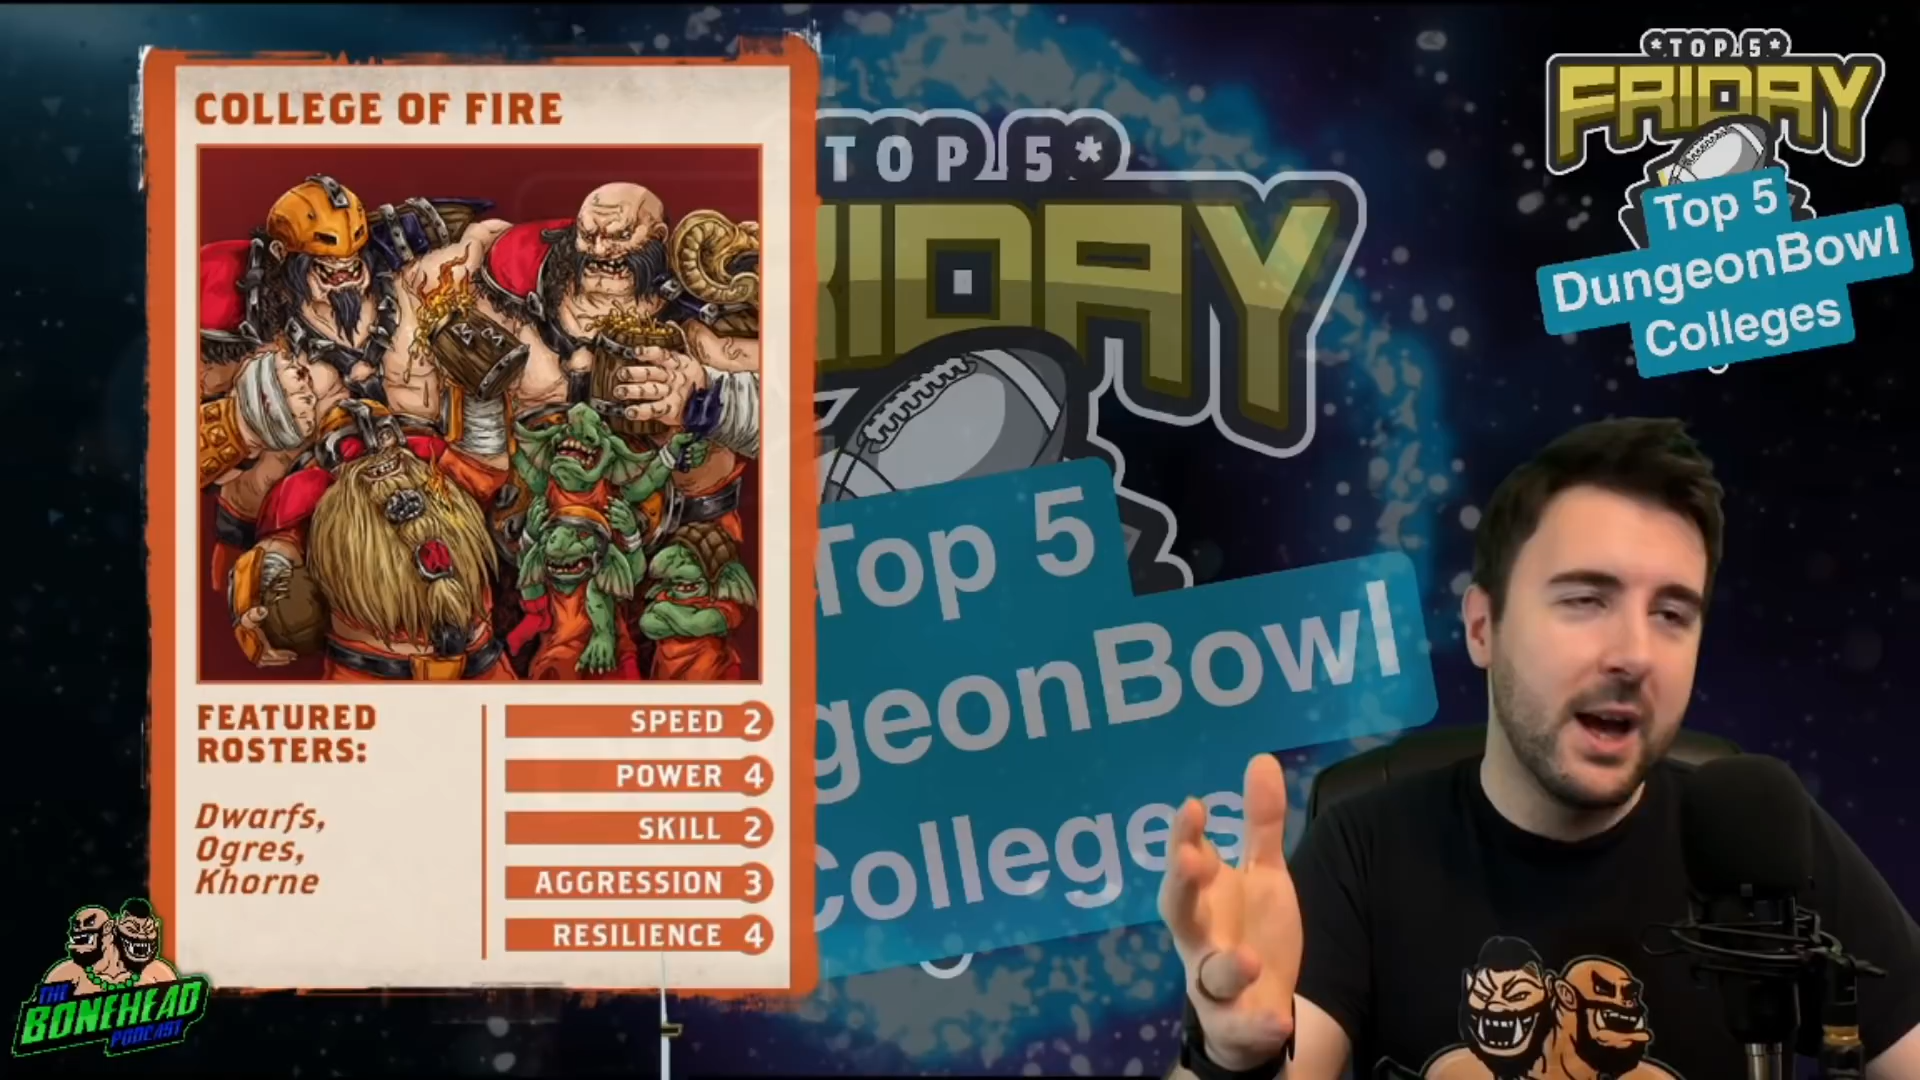 COLLEGE OF FIRE
FEATURED
ROSTERS:
Dwarfs,
Ogres,
Khorne
SPEED 2
POWER 4
SKILL 2
AGGRESSION 3
RESILIENCE 4
TOP 5*
RIDAY
Top 5
geonBowl
Colleges
*TOP 5*
FRIDAY
Top 5
DungeonBowl
Colleges
THE
BONEHEAD
PODCAST